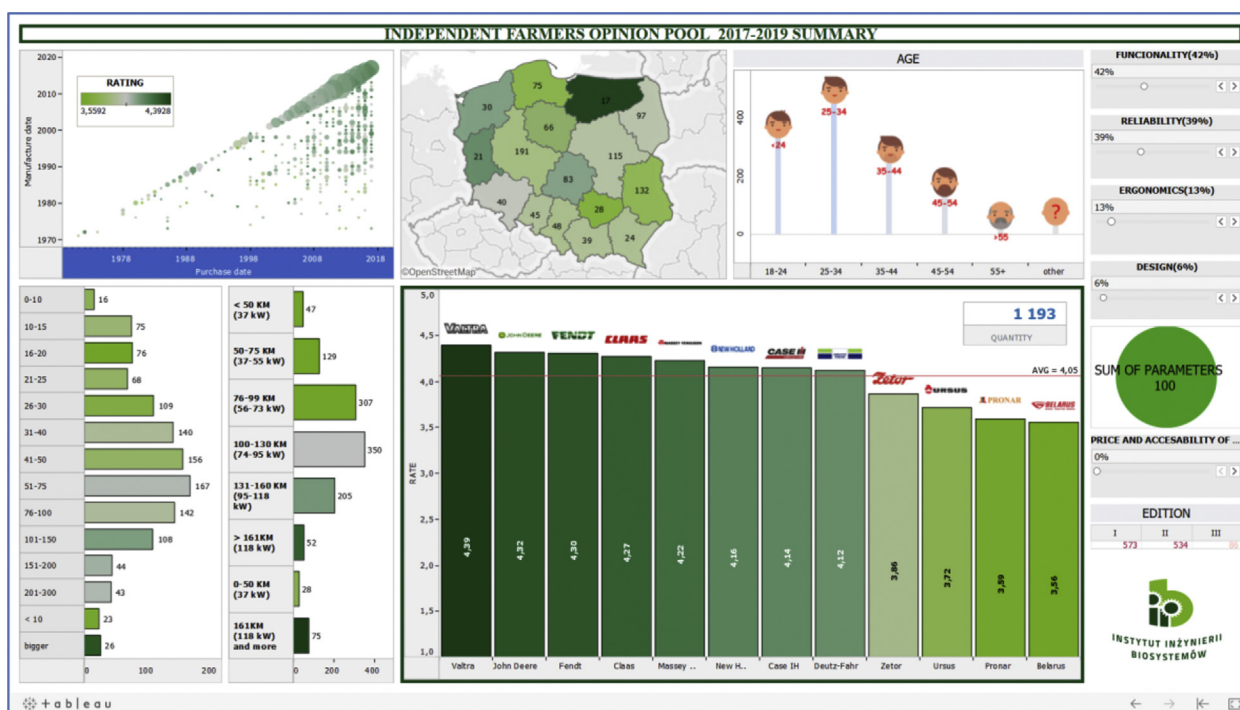 INDEPENDENT FARMERS OPINION POOL 2017-2019 SUMMARY
2020
2010
2000
1990
1980
1970
Manufacture date
RATING
3,5592
4,3928
1978
1988
1998
2008
2018
Purchase date
75
17
30
97
66
21
191
115
83
132
40
28
45
48
39
24
©OpenStreetMap
AGE
400
200
0
<24
25-34
35-44
45-54
>55
?
18-24
25-34
35-44
45-54
55+
other
FUNCIONALITY(42%)
42%
RELIABILITY(39%)
39%
ERGONOMICS(13%)
13%
DESIGN(6%)
6%
SUM OF PARAMETERS
100
PRICE AND ACCESABILITY OF ...
0%
EDITION
I II III
573 534 86
INSTYTUT INŻYNIERII
BIOSYSTEMÓW
0-10 16
10-15 75
16-20 76
21-25 68
26-30 109
31-40 140
41-50 156
51-75 167
76-100 142
101-150 108
151-200 44
201-300 43
< 10 23
bigger 26
0 100 200
< 50 KM
(37 kW)
47
50-75 KM
(37-55 kW)
129
76-99 KM
(56-73 kW)
307
100-130 KM
(74-95 kW)
350
131-160 KM
(95-118
kW)
205
> 161KM
(118 kW)
52
0-50 KM
(37 kW)
28
161KM
(118 kW)
and more
75
0 200 400
5,0
4,5
4,0
3,5
3,0
2,5
2,0
1,5
1,0
RATE
VALTRA
JOHN DEERE
FENDT
CLAAS
MASSEY FERGUSON
NEW HOLLAND
CASE IH
Zetor
URSUS
PRONAR
BELARUS
1 193
QUANTITY
AVG = 4,05
4,39
4,32
4,30
4,27
4,22
4,16
4,14
4,12
3,86
3,72
3,59
3,56
Valtra
John Deere
Fendt
Claas
Massey ..
New H..
Case IH
Deutz-Fahr
Zetor
Ursus
Pronar
Belarus
+ableau